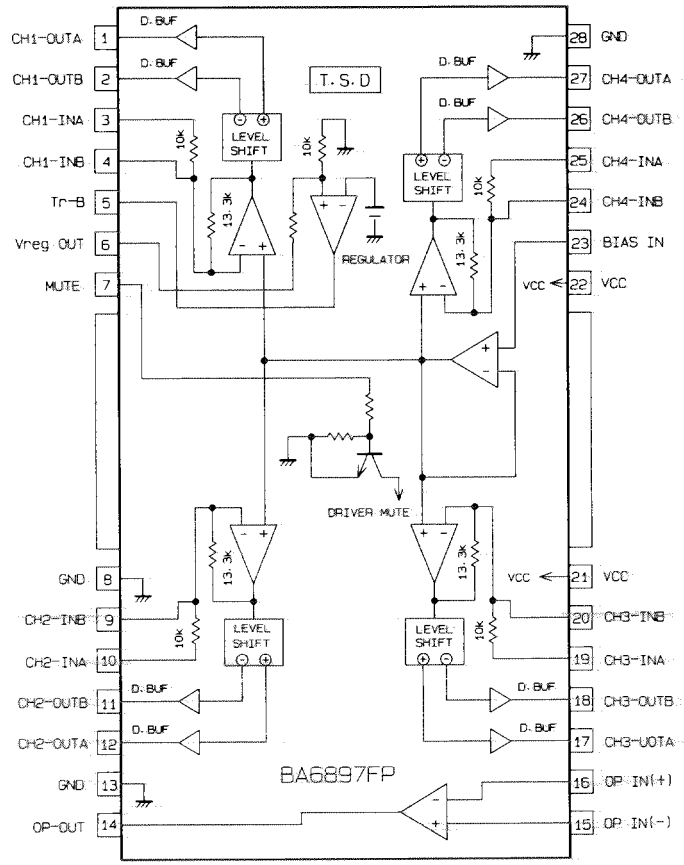 CH1-OUTA 1 D.BUF
CH1-OUTB 2 D.BUF
CH1-INA 3
CH1-INB 4
Tr-B 5
Vreg OUT 6
MUTE 7
GND 8
CH2-INB 9
CH2-INA 10
CH2-OUTB 11 D.BUF
CH2-OUTA 12 D.BUF
GND 13
OP-OUT 14
T.S.D
10k
LEVEL
SHIFT
- +
13.3k
- +
10k
+ -
REGULATOR
28 GND
D.BUF 27 CH4-OUTA
D.BUF 26 CH4-OUTB
25 CH4-INA
24 CH4-INB
23 BIAS IN
VCC 22 VCC
+ -
LEVEL
SHIFT
10k
13.3k
+ -
+
-
DRIVER MUTE
- +
13.3k
10k
LEVEL
SHIFT
- +
+ -
13.3k
10k
LEVEL
SHIFT
+ -
VCC 21 VCC
20 CH3-INB
19 CH3-INA
D.BUF 18 CH3-OUTB
D.BUF 17 CH3-UOTA
16 OP IN(+)
15 OP IN(-)
BA6897FP
-
+